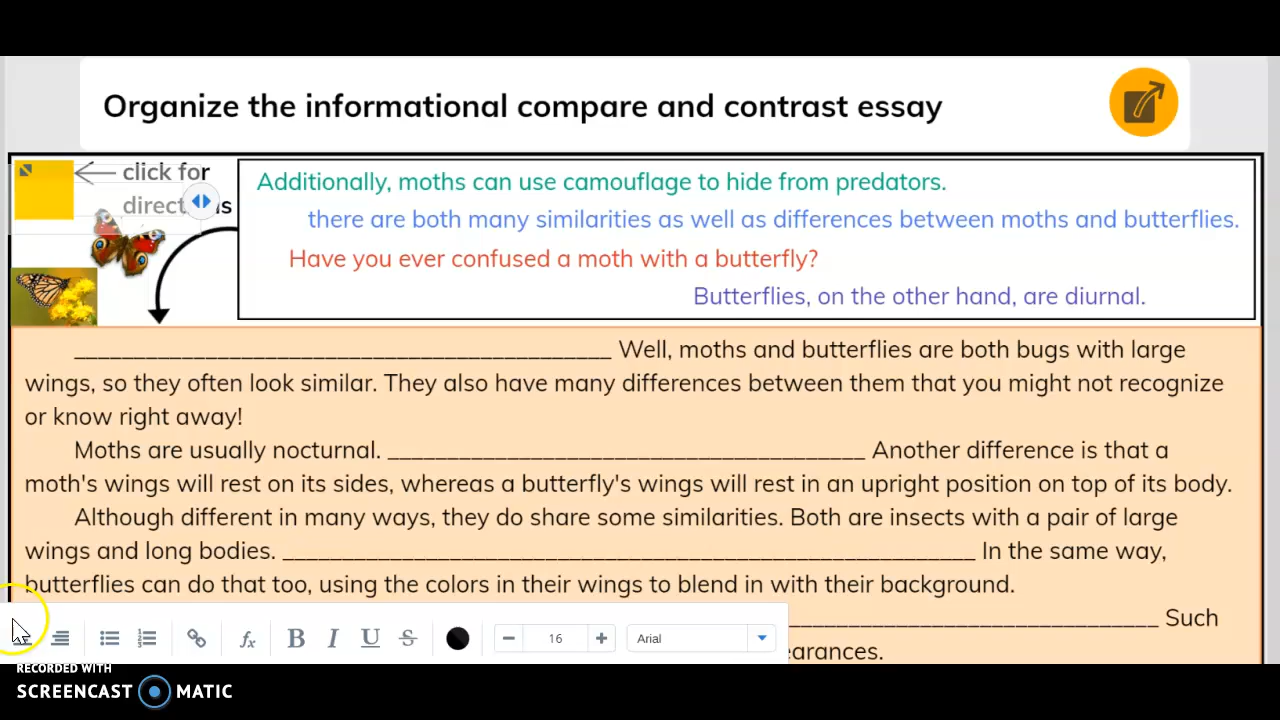 Organize the informational compare and contrast essay
click for
direct s
Additionally, moths can use camouflage to hide from predators.
there are both many similarities as well as differences between moths and butterflies.
Have you ever confused a moth with a butterfly?
Butterflies, on the other hand, are diurnal.
_____________________________________________ Well, moths and butterflies are both bugs with large
wings, so they often look similar. They also have many differences between them that you might not recognize
or know right away!
Moths are usually nocturnal. ________________________________________ Another difference is that a
moth's wings will rest on its sides, whereas a butterfly's wings will rest in an upright position on top of its body.
Although different in many ways, they do share some similarities. Both are insects with a pair of large
wings and long bodies. __________________________________________________________ In the same way,
butterflies can do that too, using the colors in their wings to blend in with their background.
_______________________________ Such
earances.
fx B I U S 16 Arial
RECORDED WITH
SCREENCAST MATIC